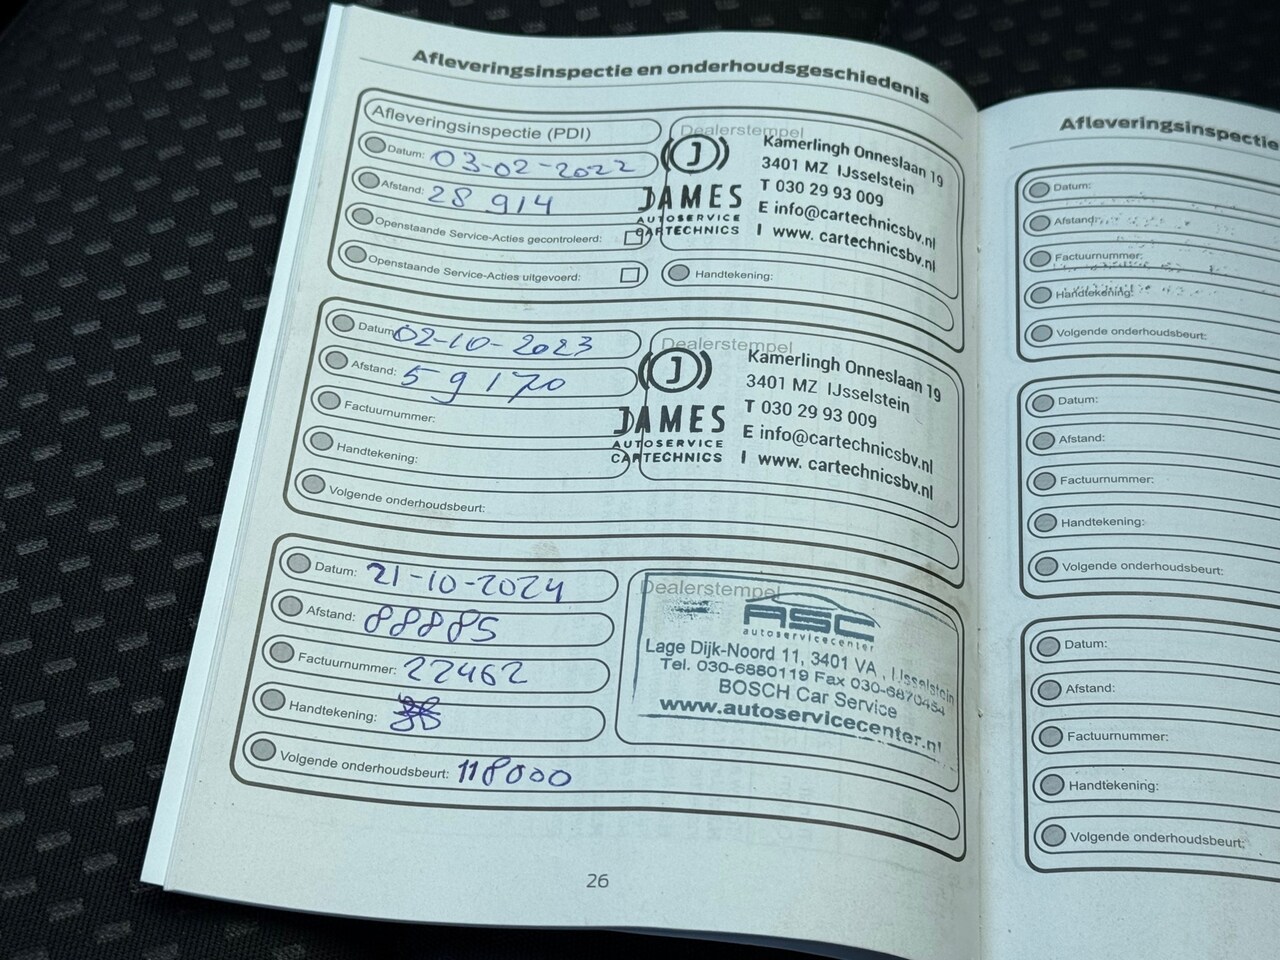 Afleveringsinspectie en onderhoudsgeschiedenis
Afleveringsinspectie (PDI)
Datum: 03-02-2022
Afstand: 28 914
Openstaande Service-Acties gecontroleerd:
Openstaande Service-Acties uitgevoerd:
Dealerstempel
J
JAMES
AUTOSERVICE
CARTECHNICS
Kamerlingh Onneslaan 19
3401 MZ IJsselstein
T 030 29 93 009
E info@cartechnicsbv.nl
I www. cartechnicsbv.nl
Handtekening:
Datum: 02-10-2023
Afstand: 59170
Factuurnummer:
Handtekening:
Volgende onderhoudsbeurt:
Dealerstempel
J
JAMES
AUTOSERVICE
CARTECHNICS
Kamerlingh Onneslaan 19
3401 MZ IJsselstein
T 030 29 93 009
E info@cartechnicsbv.nl
I www. cartechnicsbv.nl
Datum: 21-10-2024
Afstand: 88885
Factuurnummer: 22462
Handtekening:
Volgende onderhoudsbeurt: 118000
Dealerstempel
ASC
autoservicecenter
Lage Dijk-Noord 11, 3401 VA , IJsselstein
Tel. 030-6880119 Fax 030-6870454
BOSCH Car Service
www.autoservicecenter.nl
26
Afleveringsinspectie
Datum:
Afstand:
Factuurnummer:
Handtekening:
Volgende onderhoudsbeurt:
Datum:
Afstand:
Factuurnummer:
Handtekening:
Volgende onderhoudsbeurt:
Datum:
Afstand:
Factuurnummer:
Handtekening:
Volgende onderhoudsbeurt: